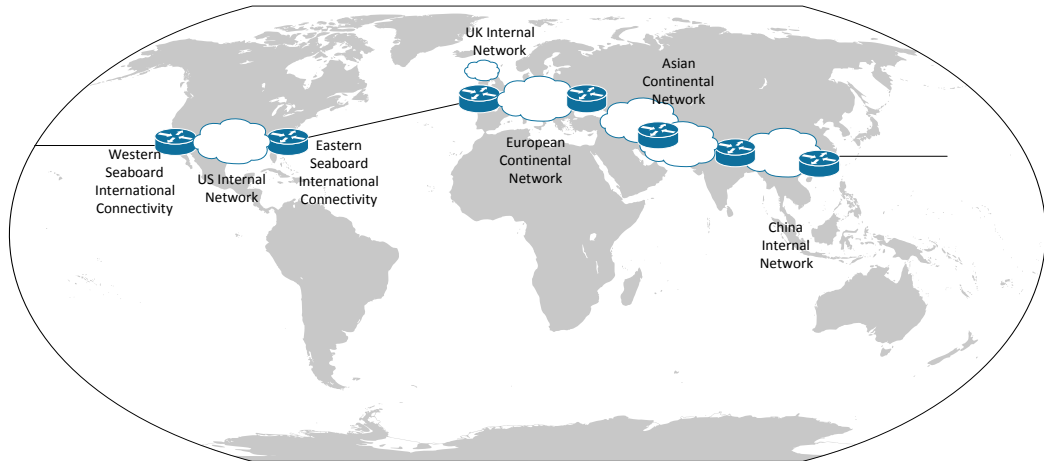 UK Internal
Network
Asian
Continental
Network
Western
Seaboard
International
Connectivity
US Internal
Network
Eastern
Seaboard
International
Connectivity
European
Continental
Network
China
Internal
Network